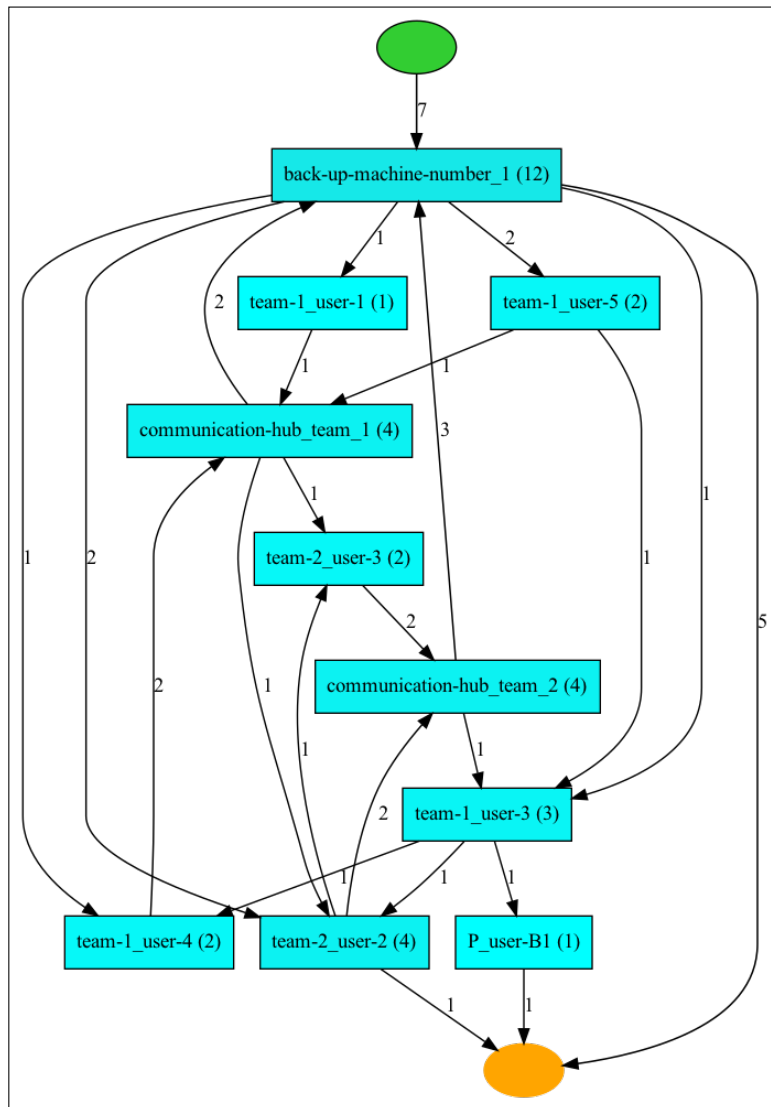 7
back-up-machine-number_1 (12)
1
2
2
team-1_user-1 (1)
team-1_user-5 (2)
1
1
3
communication-hub_team_1 (4)
1
1
1
2
1
team-2_user-3 (2)
2
5
communication-hub_team_2 (4)
2
1
1
1
2
1
team-1_user-3 (3)
1
1
1
team-1_user-4 (2)
team-2_user-2 (4)
P_user-B1 (1)
1
1